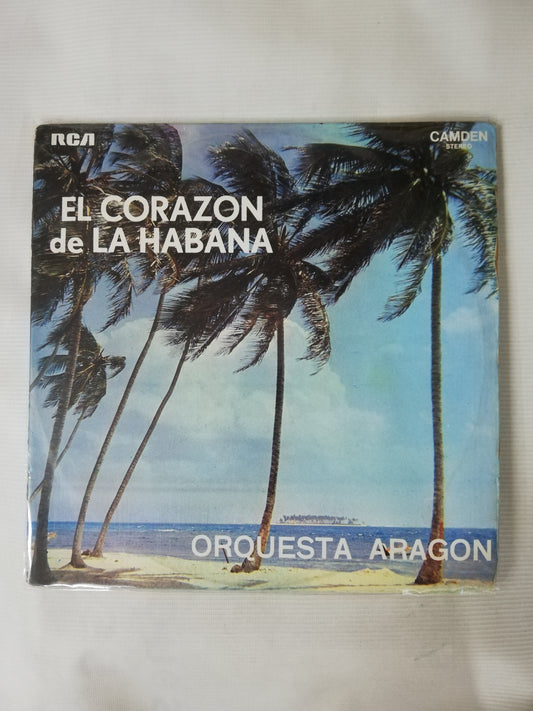 RCA
CAMDEN
STEREO
EL CORAZON
de LA HABANA
ORQUESTA ARAGON